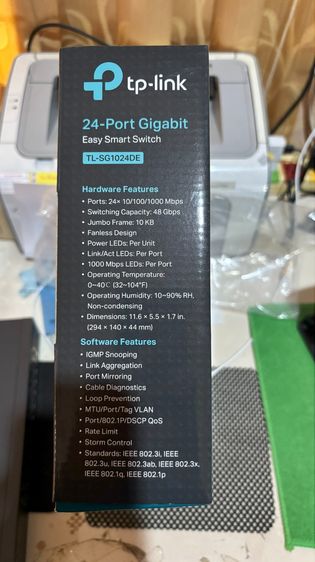 tp-link
24-Port Gigabit
Easy Smart Switch
TL-SG1024DE
Hardware Features
• Ports: 24× 10/100/1000 Mbps
• Switching Capacity: 48 Gbps
• Jumbo Frame: 10 KB
• Fanless Design
• Power LEDs: Per Unit
• Link/Act LEDs: Per Port
• 1000 Mbps LEDs: Per Port
• Operating Temperature:
0~40℃ (32~104℉)
• Operating Humidity: 10~90% RH,
Non-condensing
• Dimensions: 11.6 × 5.5 × 1.7 in.
(294 × 140 × 44 mm)
Software Features
• IGMP Snooping
• Link Aggregation
• Port Mirroring
• Cable Diagnostics
• Loop Prevention
• MTU/Port/Tag VLAN
• Port/802.1P/DSCP QoS
• Rate Limit
• Storm Control
• Standards: IEEE 802.3i, IEEE
802.3u, IEEE 802.3ab, IEEE 802.3x,
IEEE 802.1q, IEEE 802.1p